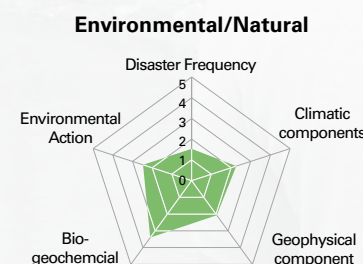 Environmental/Natural
Disaster Frequency
5
4
3
2
1
0
Environmental
Action
Climatic
components
Bio-
geochemcial
Geophysical
component